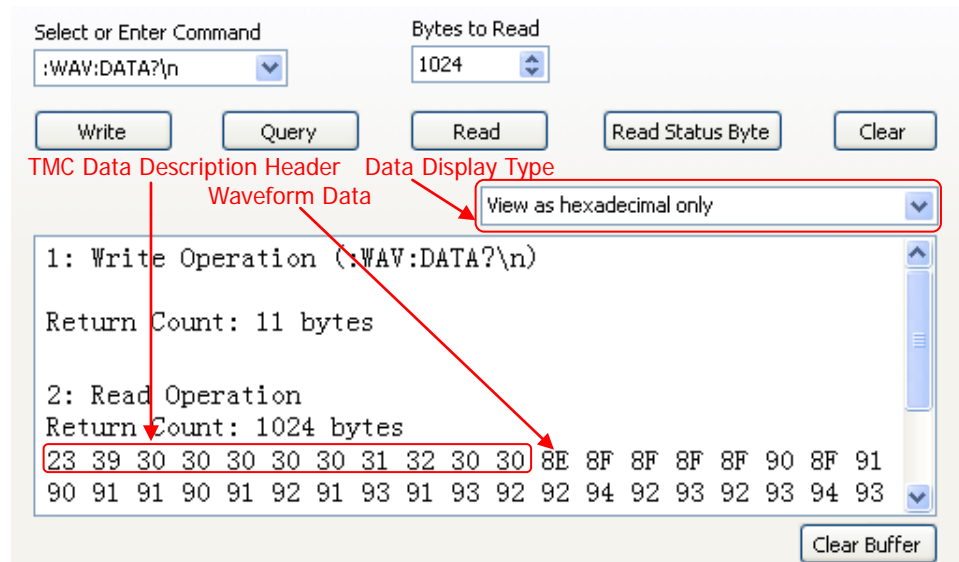 Select or Enter Command Bytes to Read
:WAV:DATA?\n 1024
Write Query Read Read Status Byte Clear
TMC Data Description Header Data Display Type
Waveform Data
View as hexadecimal only
1: Write Operation (:WAV:DATA?\n)
Return Count: 11 bytes
2: Read Operation
Return Count: 1024 bytes
23 39 30 30 30 30 30 31 32 30 30 8E 8F 8F 8F 8F 90 8F 91
90 91 91 90 91 92 91 93 91 93 92 92 94 92 93 92 93 94 93
Clear Buffer